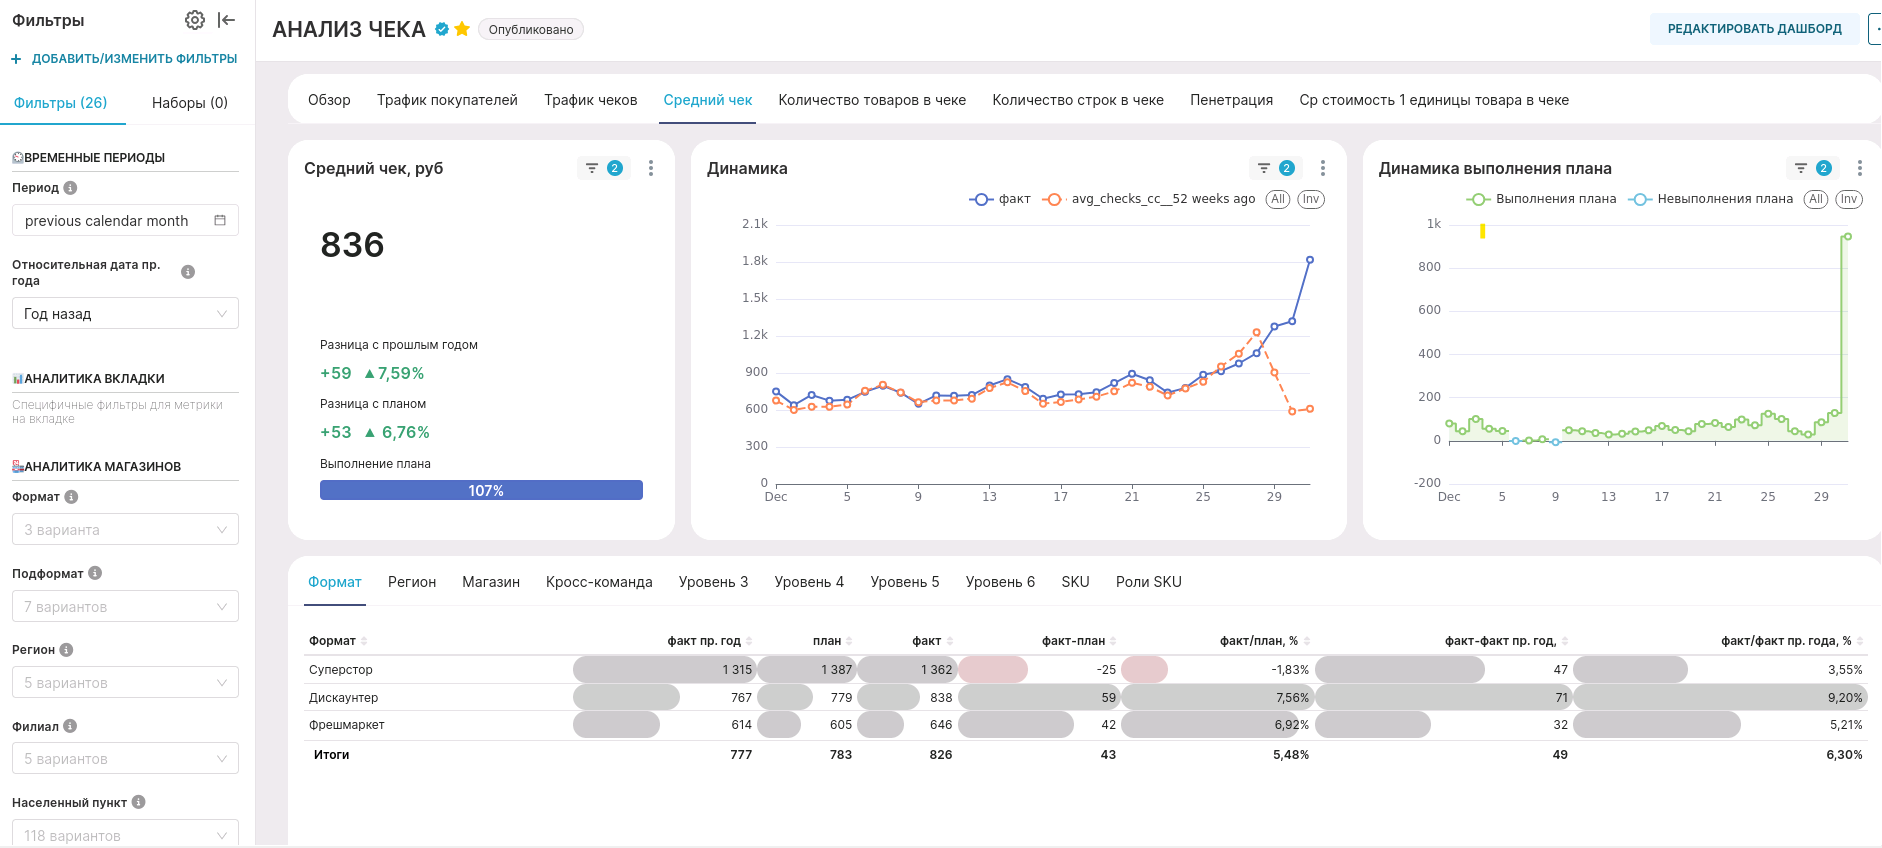 Фильтры
ДОБАВИТЬ/ИЗМЕНИТЬ ФИЛЬТРЫ
Фильтры (26)
Наборы (0)
ВРЕМЕННЫЕ ПЕРИОДЫ
Период
previous calendar month
Относительная дата пр.
года
Год назад
АНАЛИТИКА ВКЛАДКИ
Специфичные фильтры для метрики
на вкладке
АНАЛИТИКА МАГАЗИНОВ
Формат
3 варианта
Подформат
7 вариантов
Регион
5 вариантов
Филиал
5 вариантов
Населенный пункт
118 вариантов
АНАЛИЗ ЧЕКА
Опубликовано
РЕДАКТИРОВАТЬ ДАШБОРД
Обзор Трафик покупателей Трафик чеков Средний чек Количество товаров в чеке Количество строк в чеке Пенетрация Ср стоимость 1 единицы товара в чеке
Средний чек, руб
2
836
Разница с прошлым годом
+59 ▲7,59%
Разница с планом
+53 ▲ 6,76%
Выполнение плана
107%
Динамика
2
факт avg_checks_cc__52 weeks ago All Inv
2.1k
1.8k
1.5k
1.2k
900
600
300
0
Dec 5 9 13 17 21 25 29
Динамика выполнения плана
2
Выполнения плана Невыполнения плана All Inv
1k
800
600
400
200
0
-200
Dec 5 9 13 17 21 25 29
Формат Регион Магазин Кросс-команда Уровень 3 Уровень 4 Уровень 5 Уровень 6 SKU Роли SKU
Формат факт пр. год план факт факт-план факт/план, % факт-факт пр. год, факт/факт пр. года, %
Суперстор 1 315 1 387 1 362 -25 -1,83% 47 3,55%
Дискаунтер 767 779 838 59 7,56% 71 9,20%
Фрешмаркет 614 605 646 42 6,92% 32 5,21%
Итоги 777 783 826 43 5,48% 49 6,30%